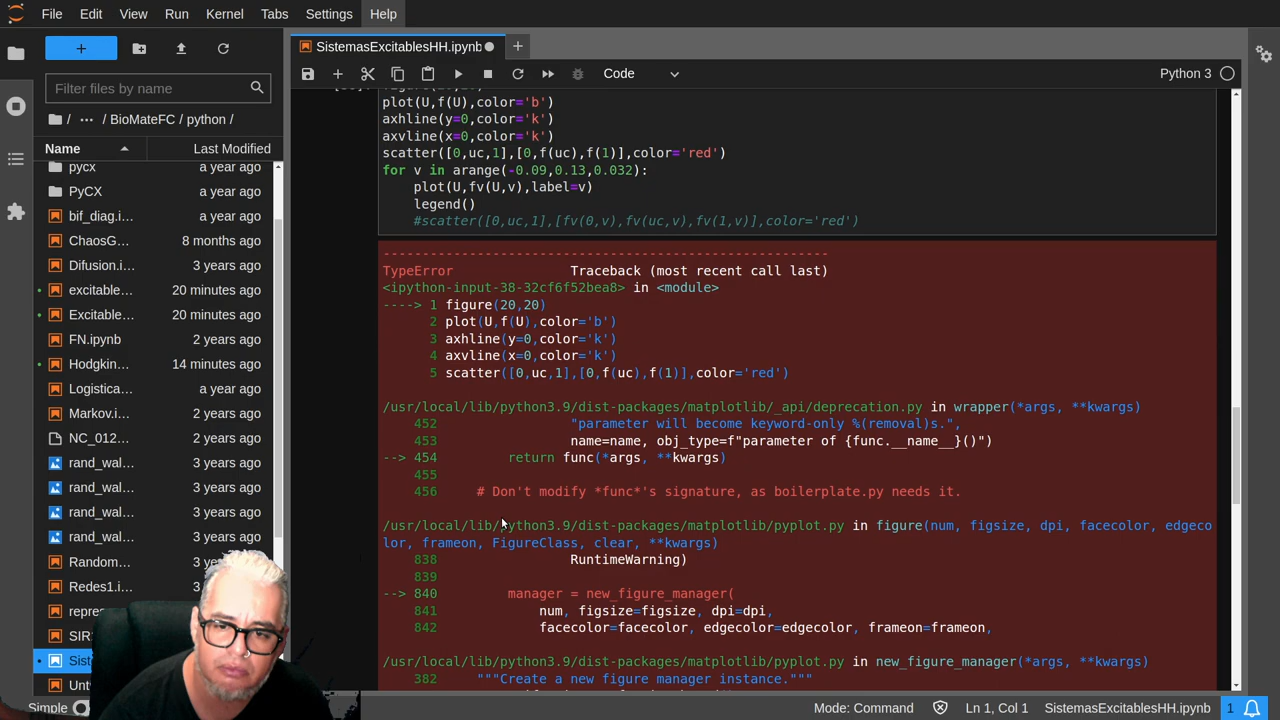 File Edit View Run Kernel Tabs Settings Help
SistemasExcitablesHH.ipynb
Code
Python 3
Filter files by name
/ ··· / BioMateFC / python /
Name Last Modified
pycx a year ago
PyCX a year ago
bif_diag.i… a year ago
ChaosG… 8 months ago
Difusion.i… 3 years ago
excitable… 20 minutes ago
Excitable… 20 minutes ago
FN.ipynb 2 years ago
Hodgkin… 14 minutes ago
Logistica… a year ago
Markov.i… 2 years ago
NC_012… 2 years ago
rand_wal… 3 years ago
rand_wal… 3 years ago
rand_wal… 3 years ago
rand_wal… 3 years ago
Random…
Redes1.i…
repre
SIR
Sist
Unt
plot(U,f(U),color='b')
axhline(y=0,color='k')
axvline(x=0,color='k')
scatter([0,uc,1],[0,f(uc),f(1)],color='red')
for v in arange(-0.09,0.13,0.032):
    plot(U,fv(U,v),label=v)
    legend()
    #scatter([0,uc,1],[fv(0,v),fv(uc,v),fv(1,v)],color='red')
---------------------------------------------------------
TypeError Traceback (most recent call last)
<ipython-input-38-32cf6f52bea8> in <module>
----> 1 figure(20,20)
2 plot(U,f(U),color='b')
3 axhline(y=0,color='k')
4 axvline(x=0,color='k')
5 scatter([0,uc,1],[0,f(uc),f(1)],color='red')
/usr/local/lib/python3.9/dist-packages/matplotlib/_api/deprecation.py in wrapper(*args, **kwargs)
452 "parameter will become keyword-only %(removal)s.",
453 name=name, obj_type=f"parameter of {func.__name__}()")
--> 454 return func(*args, **kwargs)
455
456 # Don't modify *func*'s signature, as boilerplate.py needs it.
/usr/local/lib/python3.9/dist-packages/matplotlib/pyplot.py in figure(num, figsize, dpi, facecolor, edgeco
lor, frameon, FigureClass, clear, **kwargs)
838 RuntimeWarning)
839
--> 840 manager = new_figure_manager(
841 num, figsize=figsize, dpi=dpi,
842 facecolor=facecolor, edgecolor=edgecolor, frameon=frameon,
/usr/local/lib/python3.9/dist-packages/matplotlib/pyplot.py in new_figure_manager(*args, **kwargs)
382 """Create a new figure manager instance."""
Simple
Mode: Command
Ln 1, Col 1
SistemasExcitablesHH.ipynb
1